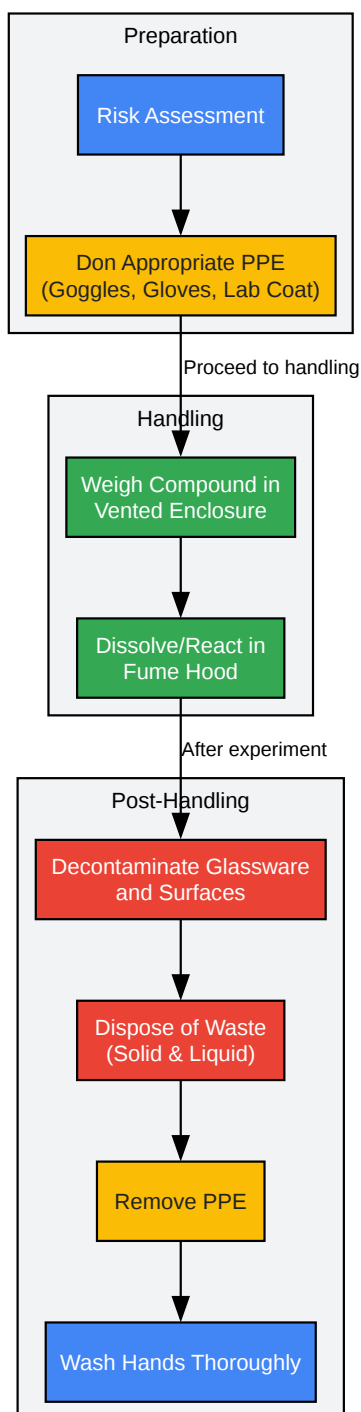 Preparation
Risk Assessment
Don Appropriate PPE
(Goggles, Gloves, Lab Coat)
Proceed to handling
Handling
Weigh Compound in
Vented Enclosure
Dissolve/React in
Fume Hood
After experiment
Post-Handling
Decontaminate Glassware
and Surfaces
Dispose of Waste
(Solid & Liquid)
Remove PPE
Wash Hands Thoroughly